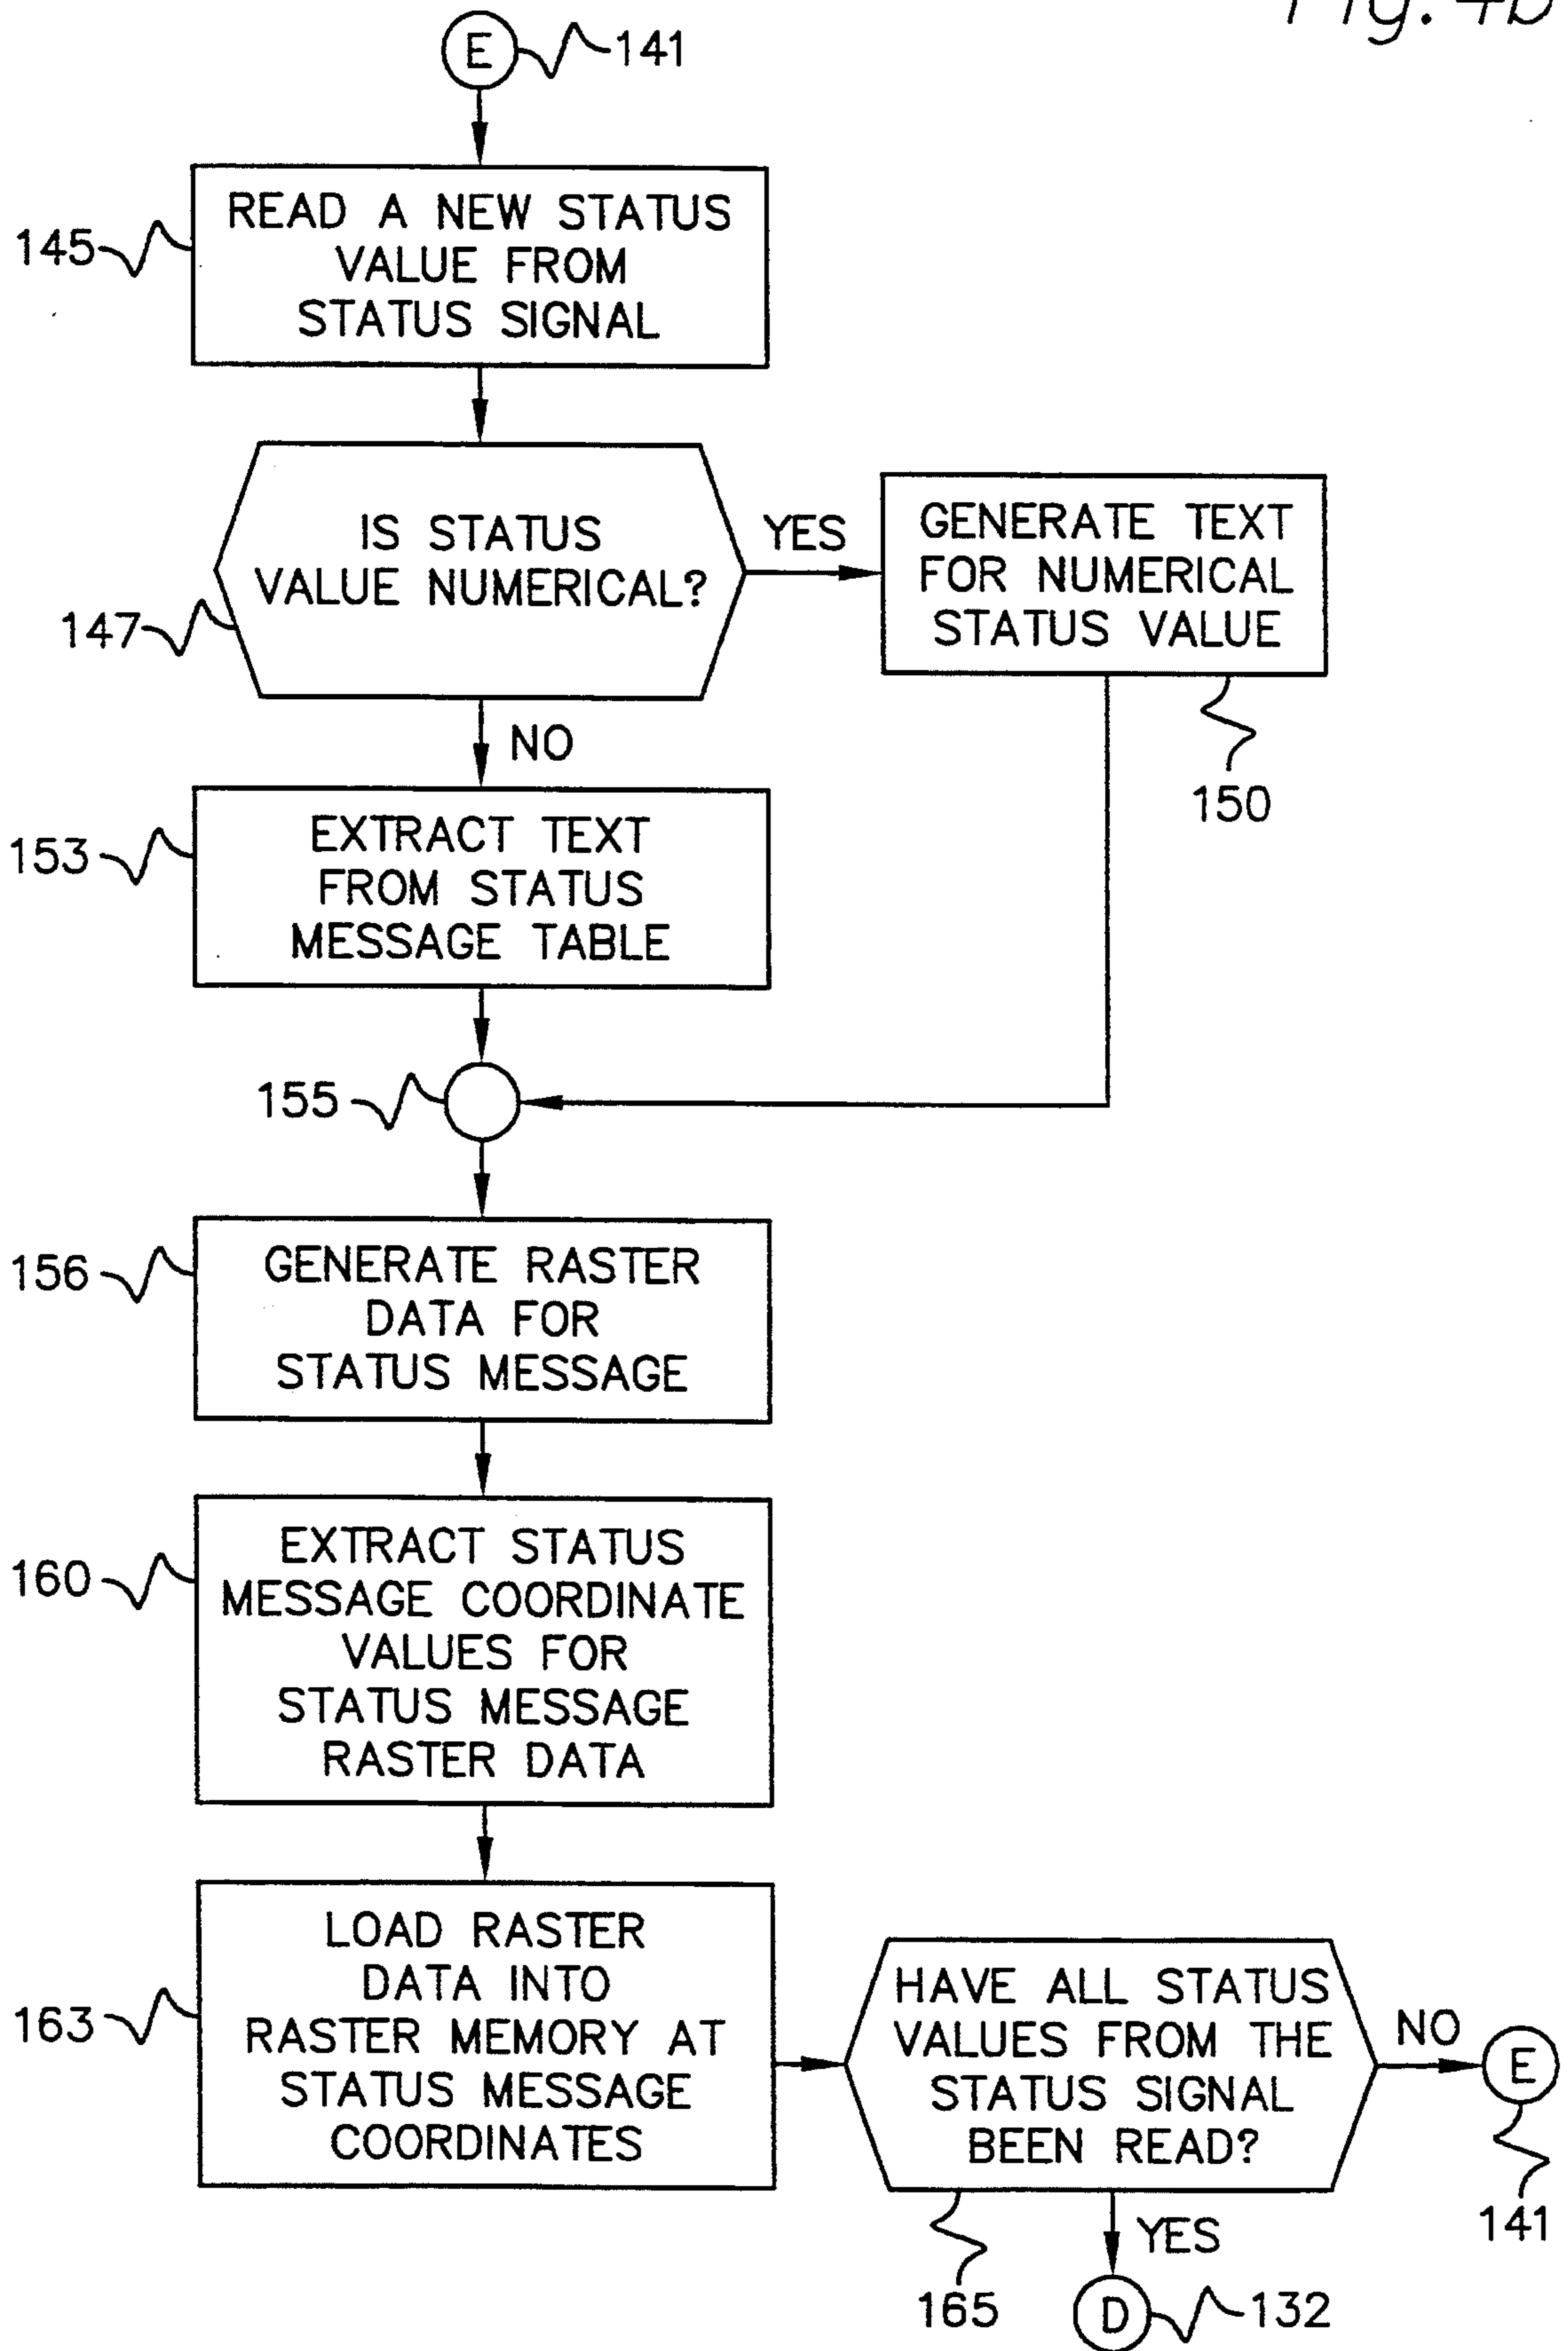 Fig. 4b
E
141
145
READ A NEW STATUS
VALUE FROM
STATUS SIGNAL
IS STATUS
VALUE NUMERICAL?
147
YES
GENERATE TEXT
FOR NUMERICAL
STATUS VALUE
150
NO
153
EXTRACT TEXT
FROM STATUS
MESSAGE TABLE
155
156
GENERATE RASTER
DATA FOR
STATUS MESSAGE
160
EXTRACT STATUS
MESSAGE COORDINATE
VALUES FOR
STATUS MESSAGE
RASTER DATA
163
LOAD RASTER
DATA INTO
RASTER MEMORY AT
STATUS MESSAGE
COORDINATES
HAVE ALL STATUS
VALUES FROM THE
STATUS SIGNAL
BEEN READ?
NO
E
141
165
YES
D
132